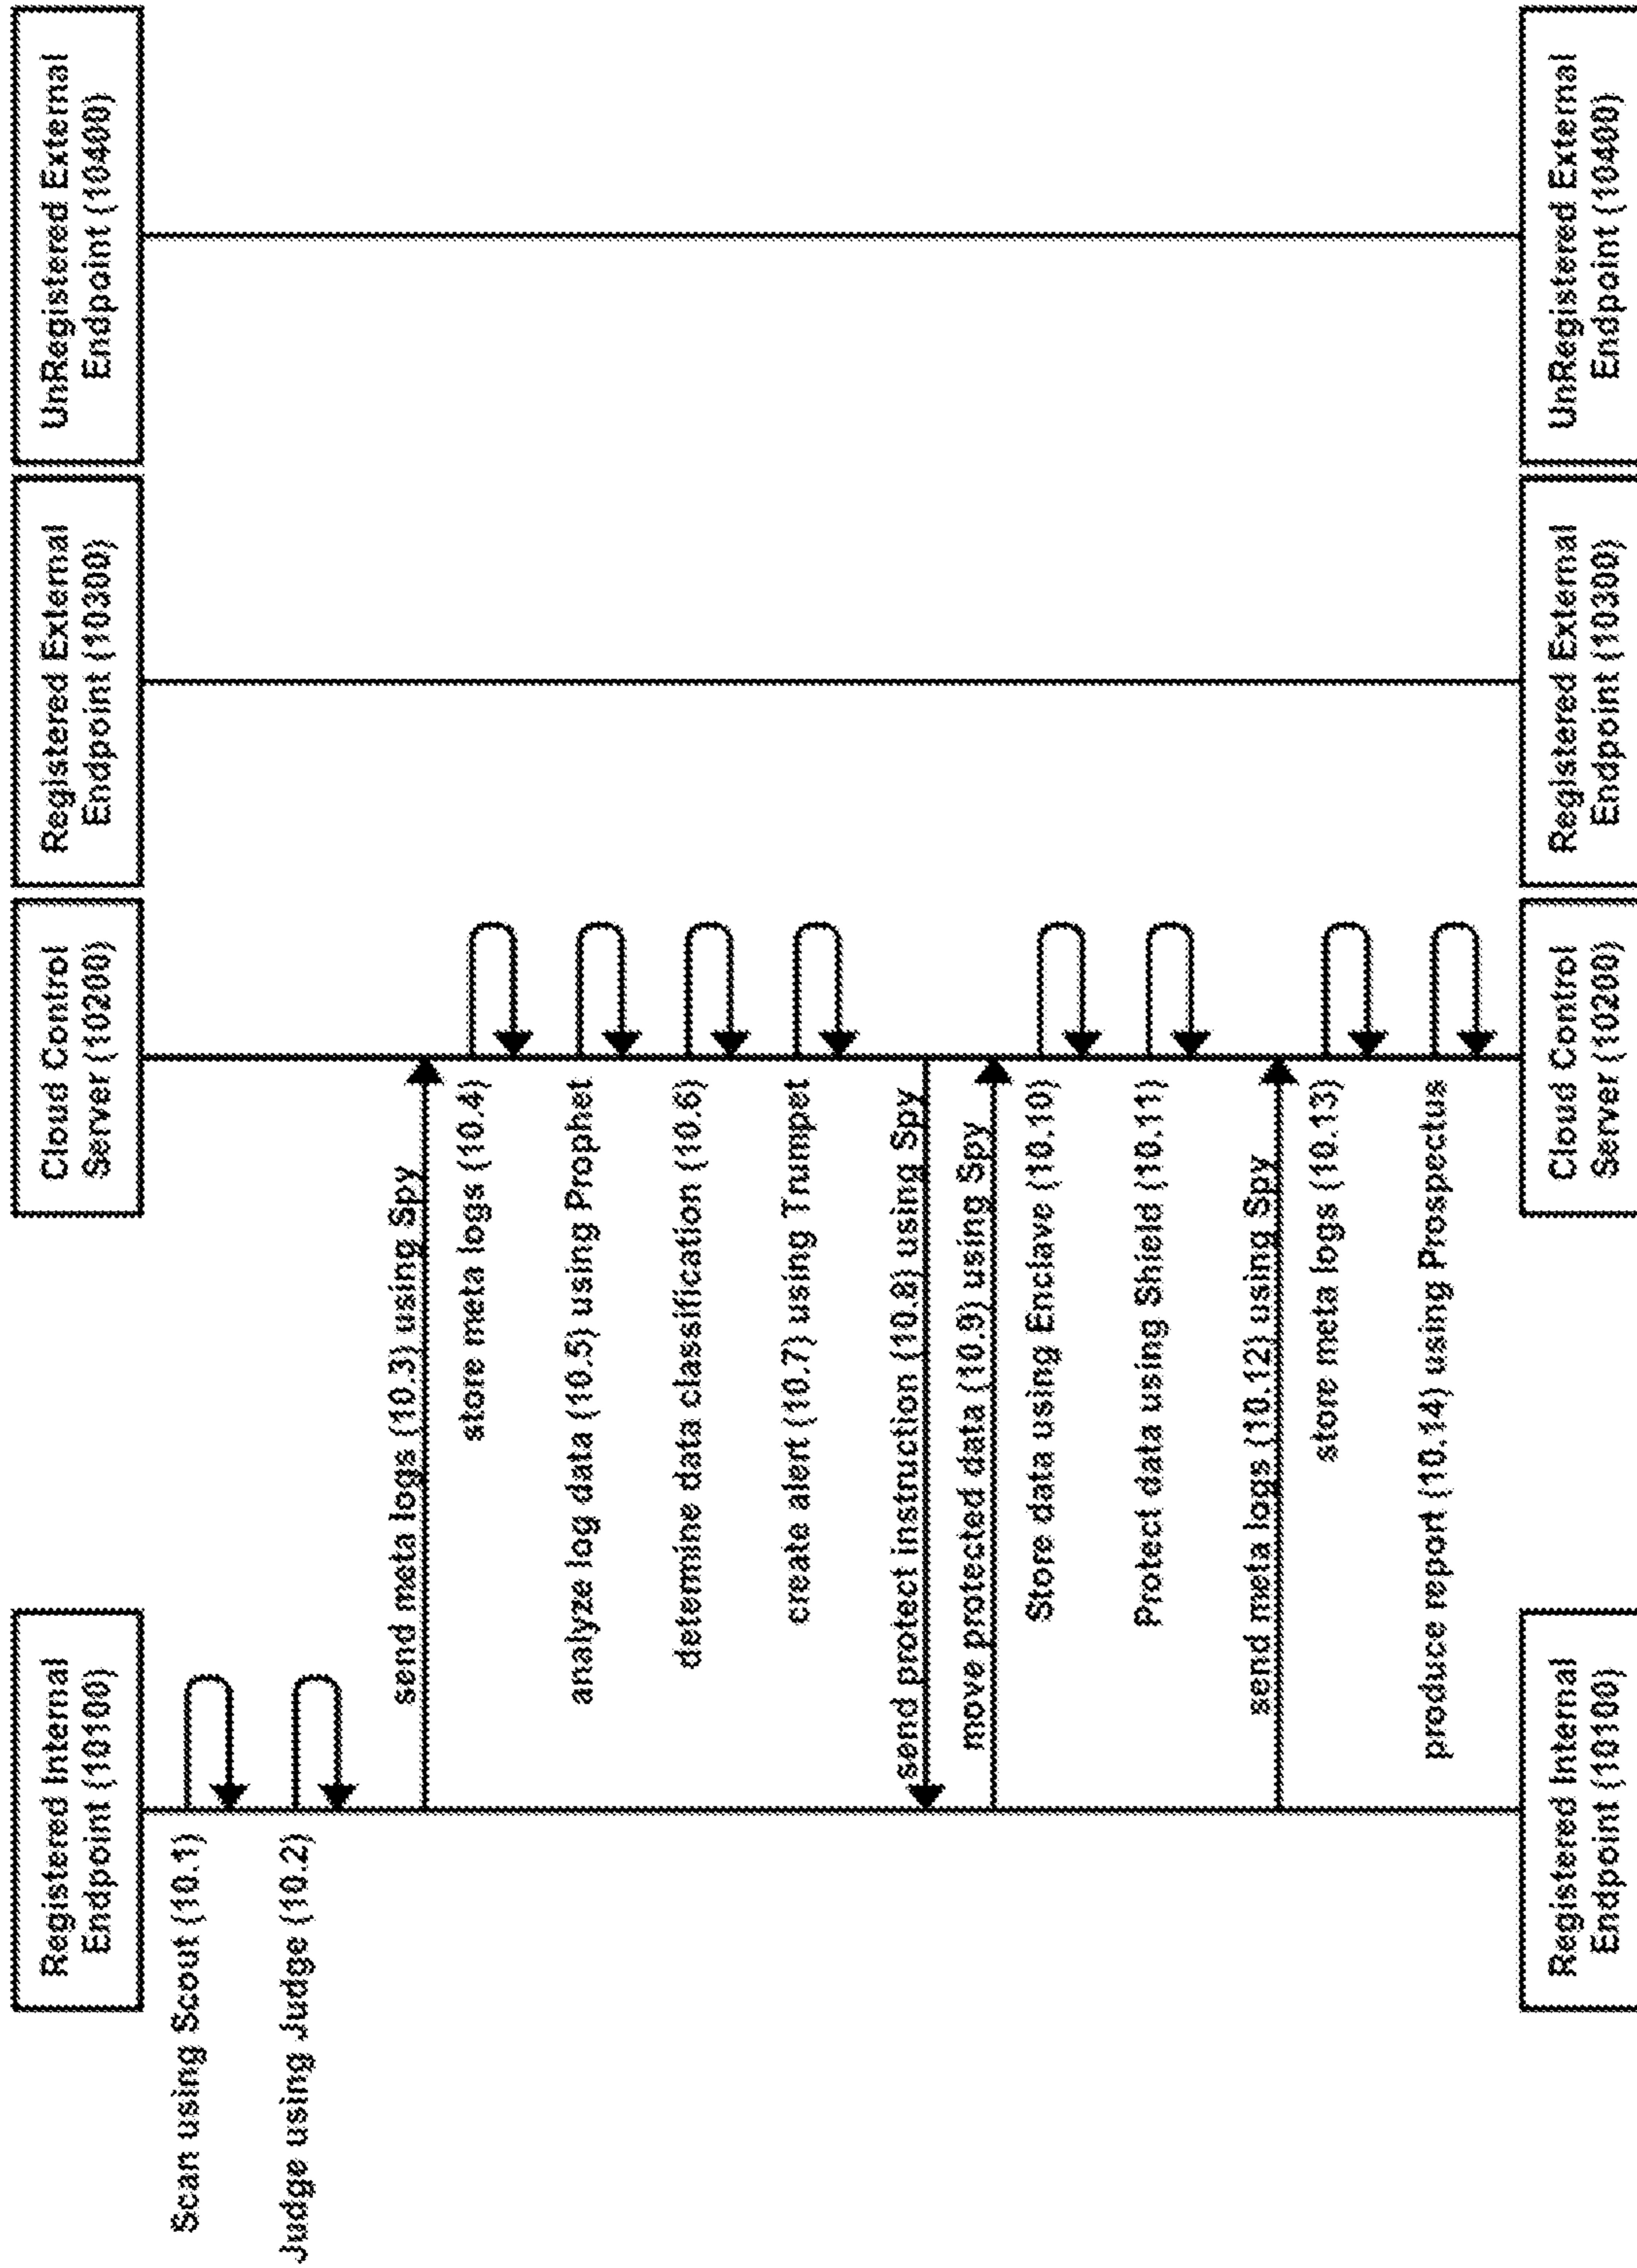 Registered Internal
Endpoint (10100)
Cloud Control
Server (10200)
Registered External
Endpoint (10300)
UnRegistered External
Endpoint (10400)
Scan using Scout (10.1)
Judge using Judge (10.2)
send meta logs (10.3) using Spy
store meta logs (10.4)
analyze log data (10.5) using Prophet
determine data classification (10.6)
create alert (10.7) using Trumpet
send protect instruction (10.8) using Spy
move protected data (10.9) using Spy
Store data using Enclave (10.10)
Protect data using Shield (10.11)
send meta logs (10.12) using Spy
store meta logs (10.13)
produce report (10.14) using Prospectus
Registered Internal
Endpoint (10100)
Cloud Control
Server (10200)
Registered External
Endpoint (10300)
UnRegistered External
Endpoint (10400)